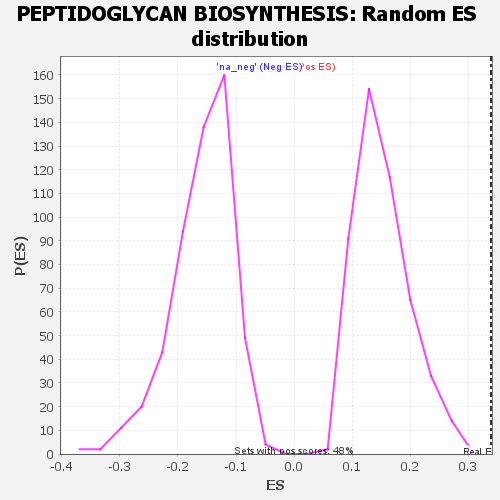 PEPTIDOGLYCAN BIOSYNTHESIS: Random ES
distribution
'na_neg' (Neg ES) os ES)
160
150
140
130
120
110
100
90
80
70
60
50
40
30
20
10
0
P(ES)
Sets with pos scores: 48%
Real E
-0.4 -0.3 -0.2 -0.1 0.0 0.1 0.2 0.3
ES